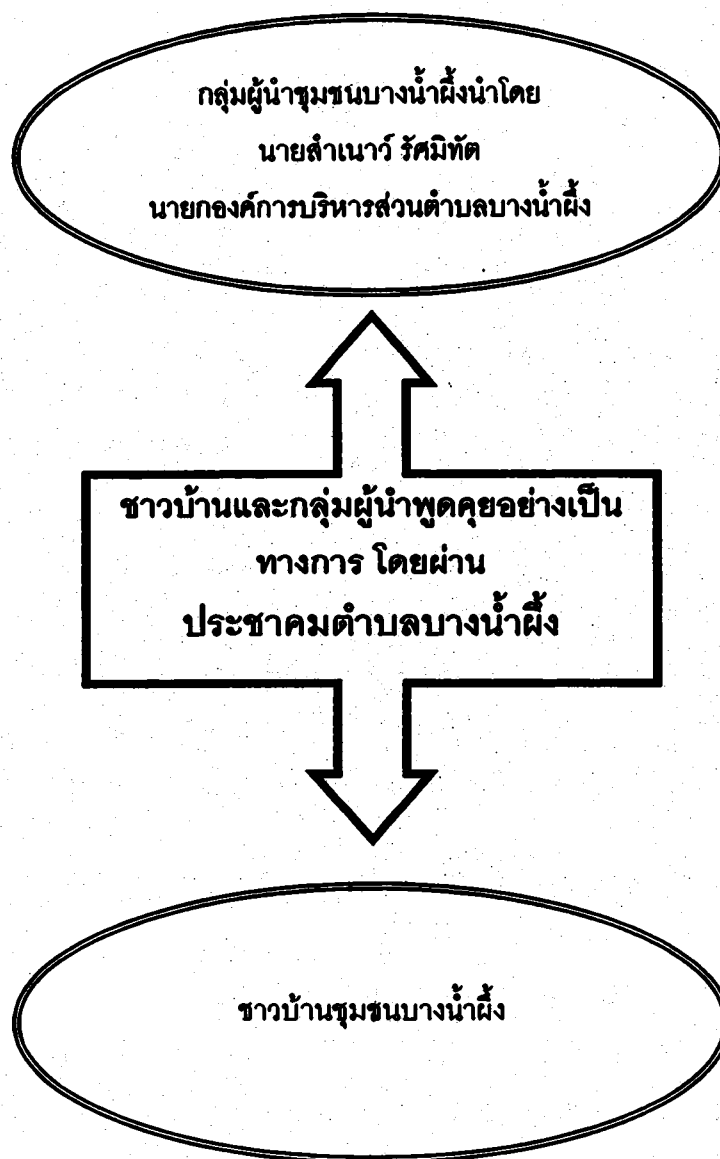 กลุ่มผู้นำชุมชนบางน้ำผึ้งนำโดย
นายสำเนาว์ รัศมิทัต
นายกองค์การบริหารส่วนตำบลบางน้ำผึ้ง
ชาวบ้านและกลุ่มผู้นำพูดคุยอย่างเป็น
ทางการ โดยผ่าน
ประชาคมตำบลบางน้ำผึ้ง
ชาวบ้านชุมชนบางน้ำผึ้ง